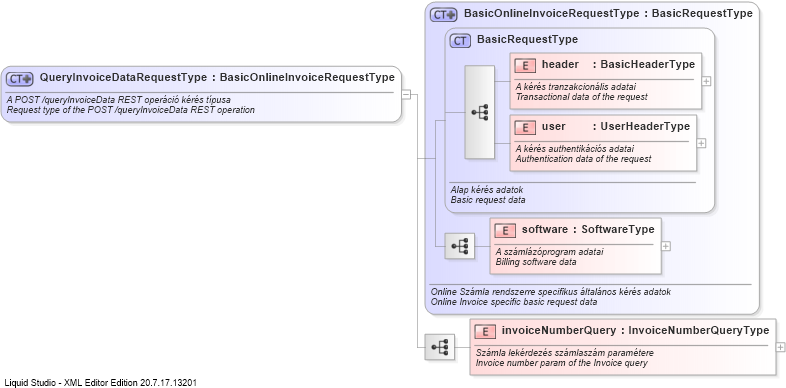 CT+ QueryInvoiceDataRequestType : BasicOnlineInvoiceRequestType
A POST /queryInvoiceData REST operáció kérés típusa
Request type of the POST /queryInvoiceData REST operation
CT+ BasicOnlineInvoiceRequestType : BasicRequestType
CT BasicRequestType
E header : BasicHeaderType
A kérés tranzakcionális adatai
Transactional data of the request
E user : UserHeaderType
A kérés authentikációs adatai
Authentication data of the request
Alap kérés adatok
Basic request data
E software : SoftwareType
A számlázóprogram adatai
Billing software data
Online Számla rendszerre specifikus általános kérés adatok
Online Invoice specific basic request data
E invoiceNumberQuery : InvoiceNumberQueryType
Számla lekérdezés számlaszám paramétere
Invoice number param of the Invoice query
Liquid Studio - XML Editor Edition 20.7.17.13201